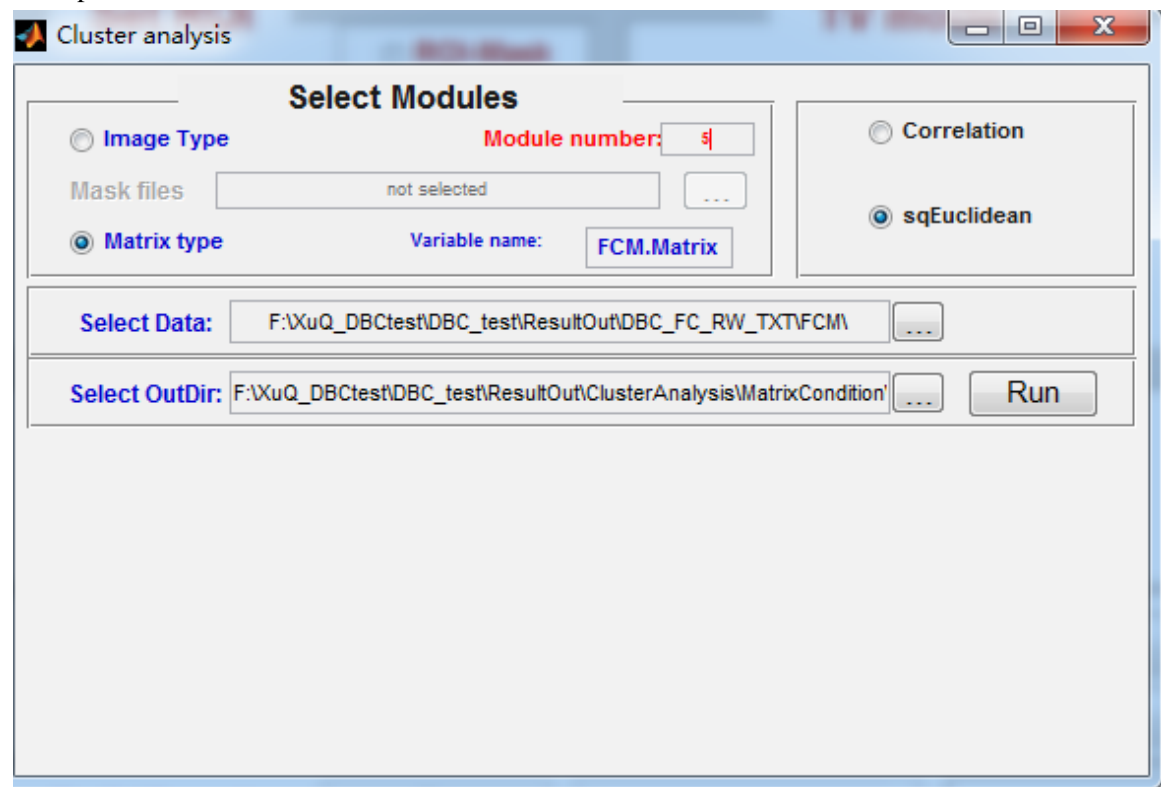 Cluster analysis
Select Modules
Image Type
Module number: 5
Mask files not selected ...
Matrix type
Variable name: FCM.Matrix
Correlation
sqEuclidean
Select Data: F:\XuQ_DBCtest\DBC_test\ResultOut\DBC_FC_RW_TXT\FCM\ ...
Select OutDir: F:\XuQ_DBCtest\DBC_test\ResultOut\ClusterAnalysis\MatrixCondition\ ... Run